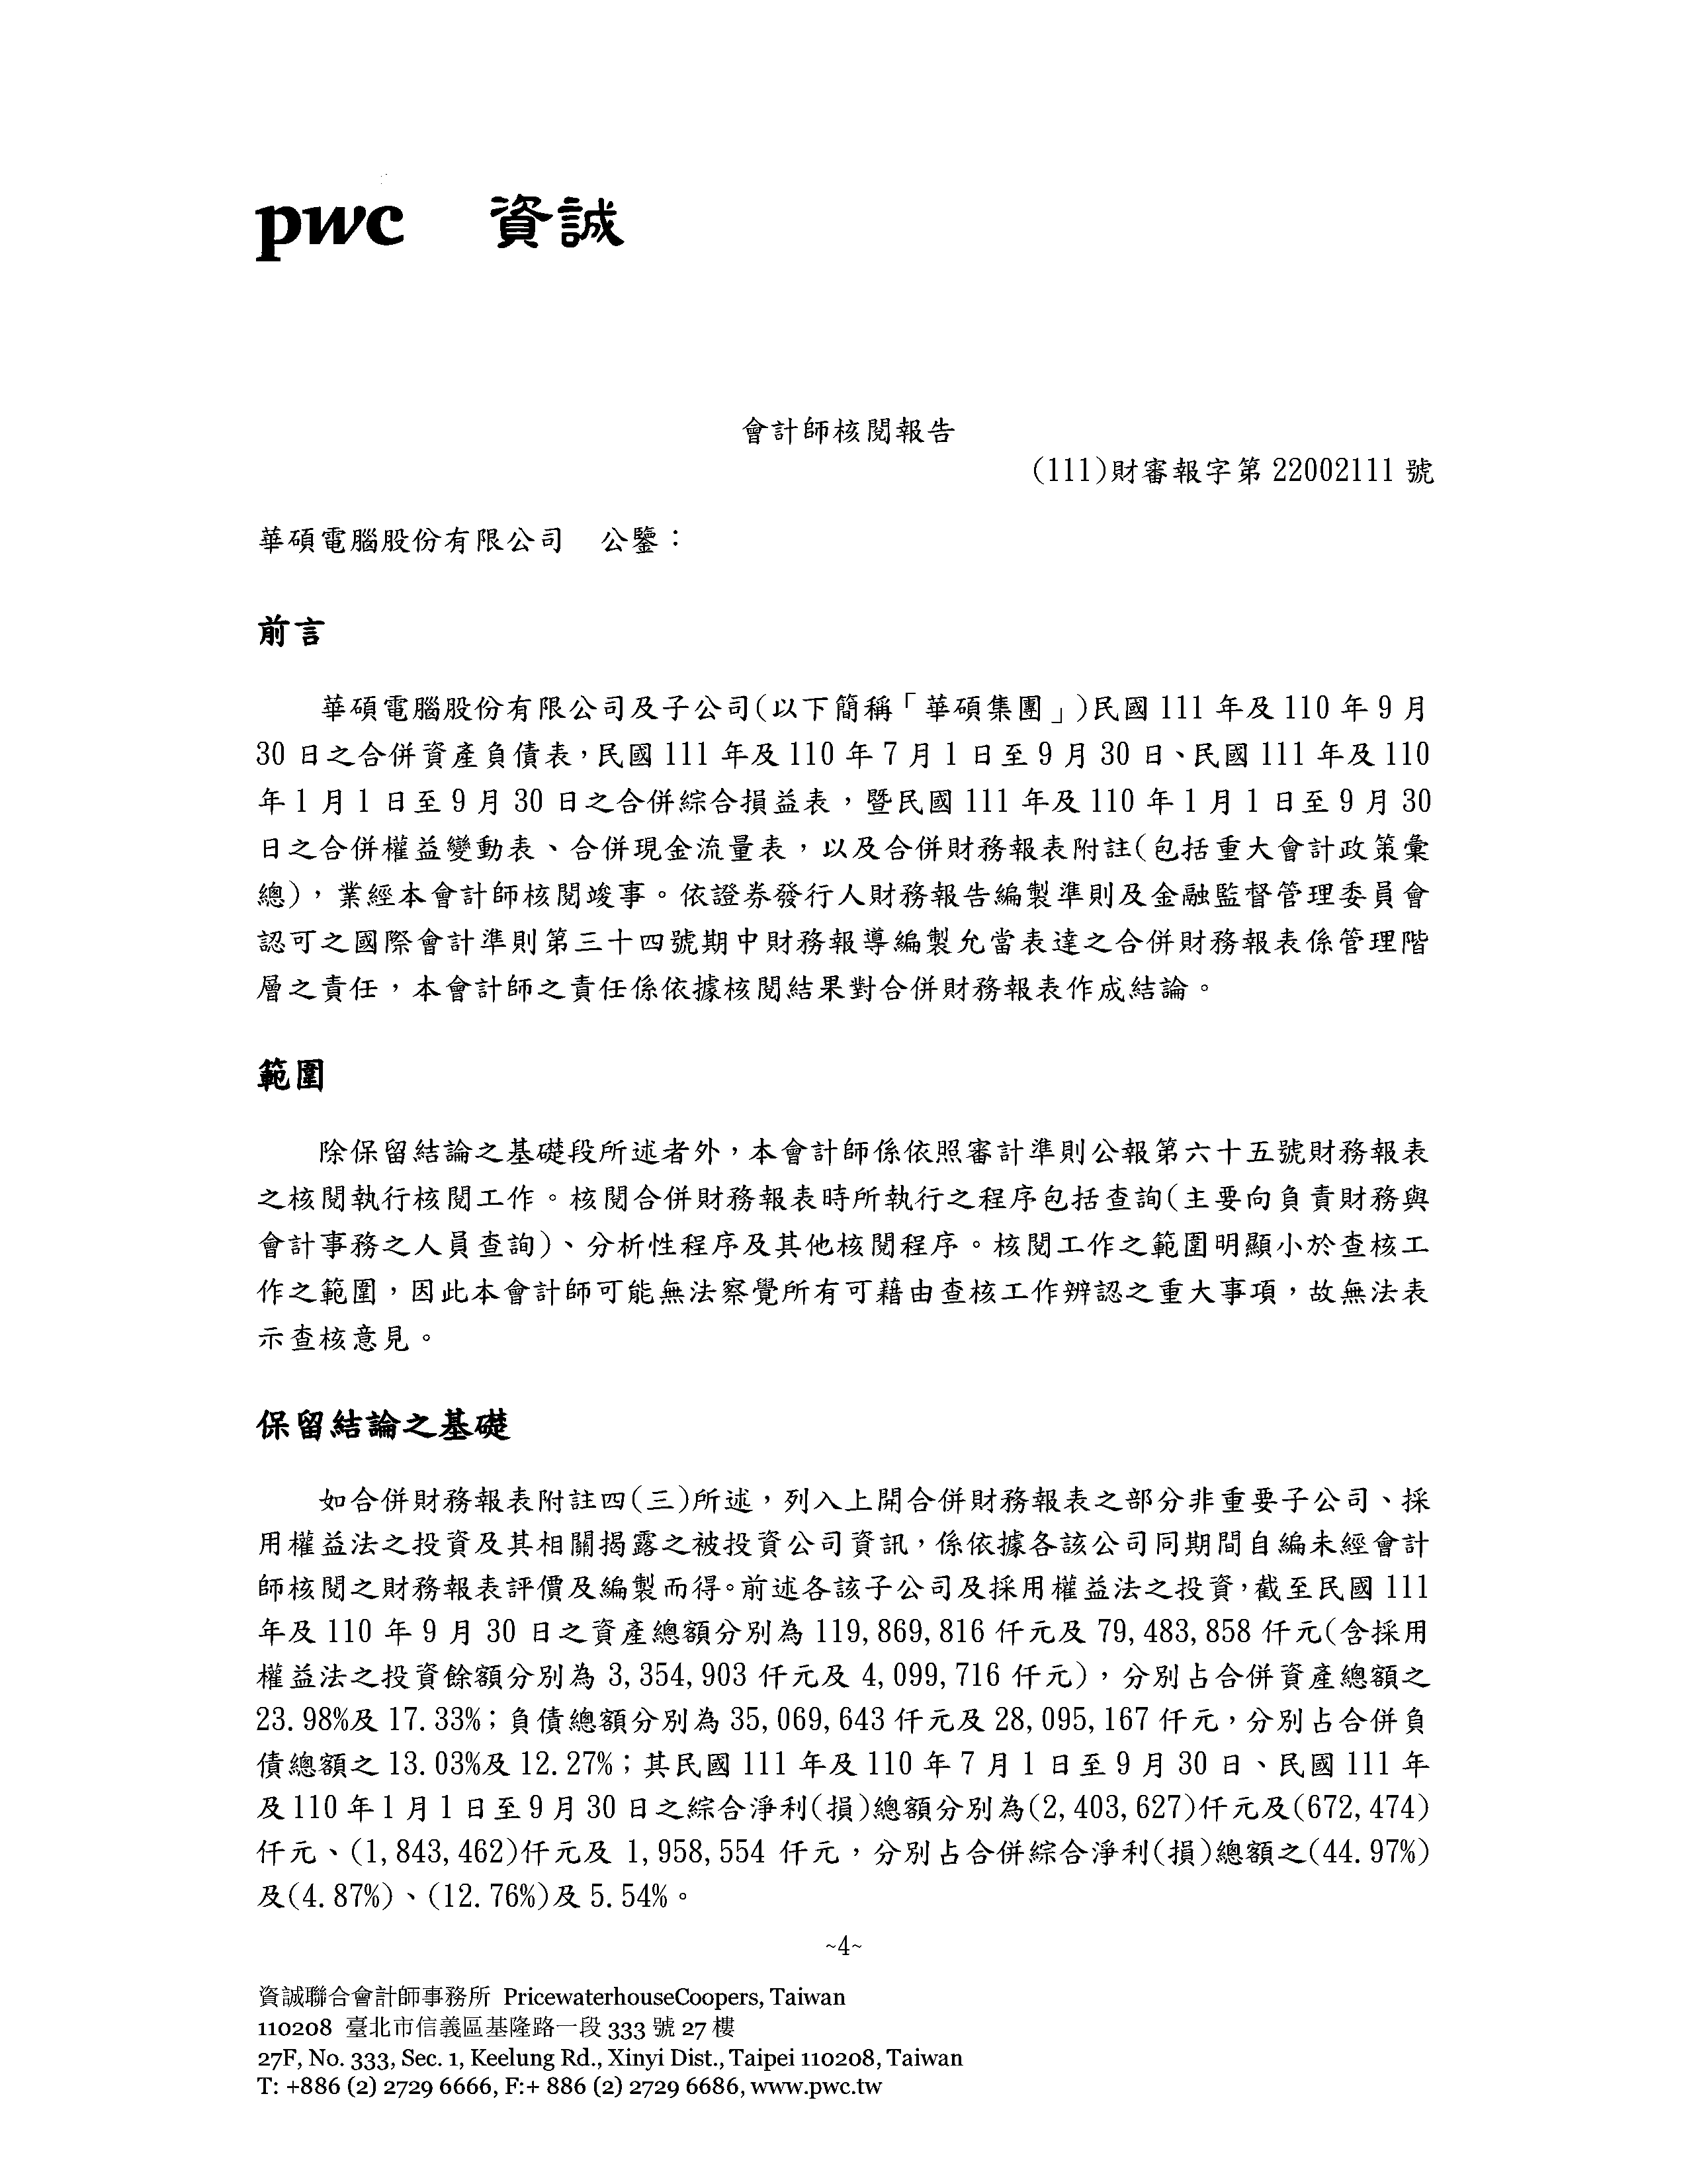 pwc 資誠
會計師核閱報告
(111)財審報字第 22002111 號
華碩電腦股份有限公司 公鑒：
前言
華碩電腦股份有限公司及子公司(以下簡稱「華碩集團」)民國 111 年及 110 年 9 月
30 日之合併資產負債表，民國 111 年及 110 年 7 月 1 日至 9 月 30 日、民國 111 年及 110
年 1 月 1 日至 9 月 30 日之合併綜合損益表，暨民國 111 年及 110 年 1 月 1 日至 9 月 30
日之合併權益變動表、合併現金流量表，以及合併財務報表附註(包括重大會計政策彙
總)，業經本會計師核閱竣事。依證券發行人財務報告編製準則及金融監督管理委員會
認可之國際會計準則第三十四號期中財務報導編製允當表達之合併財務報表係管理階
層之責任，本會計師之責任係依據核閱結果對合併財務報表作成結論。
範圍
除保留結論之基礎段所述者外，本會計師係依照審計準則公報第六十五號財務報表
之核閱執行核閱工作。核閱合併財務報表時所執行之程序包括查詢(主要向負責財務與
會計事務之人員查詢)、分析性程序及其他核閱程序。核閱工作之範圍明顯小於查核工
作之範圍，因此本會計師可能無法察覺所有可藉由查核工作辨認之重大事項，故無法表
示查核意見。
保留結論之基礎
如合併財務報表附註四(三)所述，列入上開合併財務報表之部分非重要子公司、採
用權益法之投資及其相關揭露之被投資公司資訊，係依據各該公司同期間自編未經會計
師核閱之財務報表評價及編製而得。前述各該子公司及採用權益法之投資，截至民國 111
年及 110 年 9 月 30 日之資產總額分別為 119,869,816 仟元及 79,483,858 仟元(含採用
權益法之投資餘額分別為 3,354,903 仟元及 4,099,716 仟元)，分別占合併資產總額之
23.98%及 17.33%；負債總額分別為 35,069,643 仟元及 28,095,167 仟元，分別占合併負
債總額之 13.03%及 12.27%；其民國 111 年及 110 年 7 月 1 日至 9 月 30 日、民國 111 年
及 110 年 1 月 1 日至 9 月 30 日之綜合淨利(損)總額分別為(2,403,627)仟元及(672,474)
仟元、(1,843,462)仟元及 1,958,554 仟元，分別占合併綜合淨利(損)總額之(44.97%)
及(4.87%)、(12.76%)及 5.54%。
~4~
資誠聯合會計師事務所 PricewaterhouseCoopers, Taiwan
110208 臺北市信義區基隆路一段 333 號 27 樓
27F, No. 333, Sec. 1, Keelung Rd., Xinyi Dist., Taipei 110208, Taiwan
T: +886 (2) 2729 6666, F:+ 886 (2) 2729 6686, www.pwc.tw